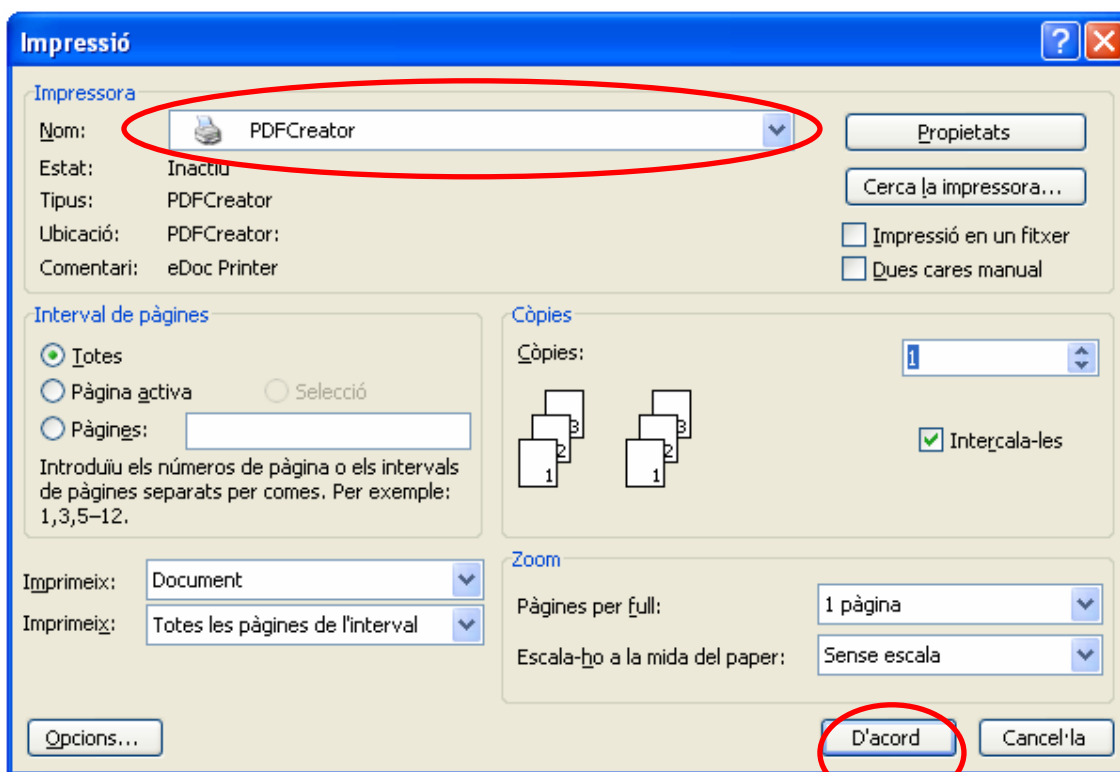 Impressió
Impressora
Nom: PDFCreator
Propietats
Estat: Inactiu
Cerca la impressora...
Tipus: PDFCreator
Ubicació: PDFCreator:
Impressió en un fitxer
Comentari: eDoc Printer
Dues cares manual
Interval de pàgines
Totes
Pàgina activa
Selecció
Pàgines:
Introduïu els números de pàgina o els intervals
de pàgines separats per comes. Per exemple:
1,3,5–12.
Còpies
Còpies: 1
3 3
2 2
1 1
Intercala-les
Imprimeix: Document
Imprimeix: Totes les pàgines de l'interval
Zoom
Pàgines per full: 1 pàgina
Escala-ho a la mida del paper: Sense escala
Opcions...
D'acord
Cancel·la